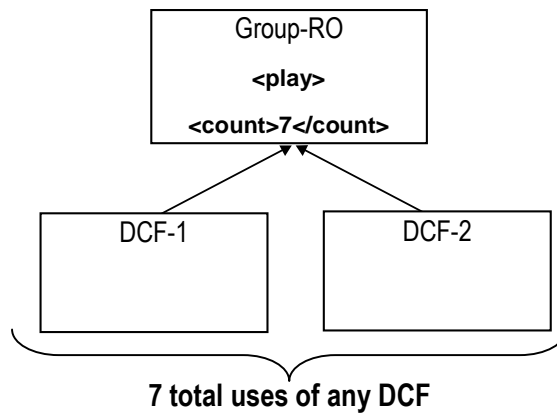 Group-RO
<play>
<count>7</count>
DCF-1
DCF-2
7 total uses of any DCF